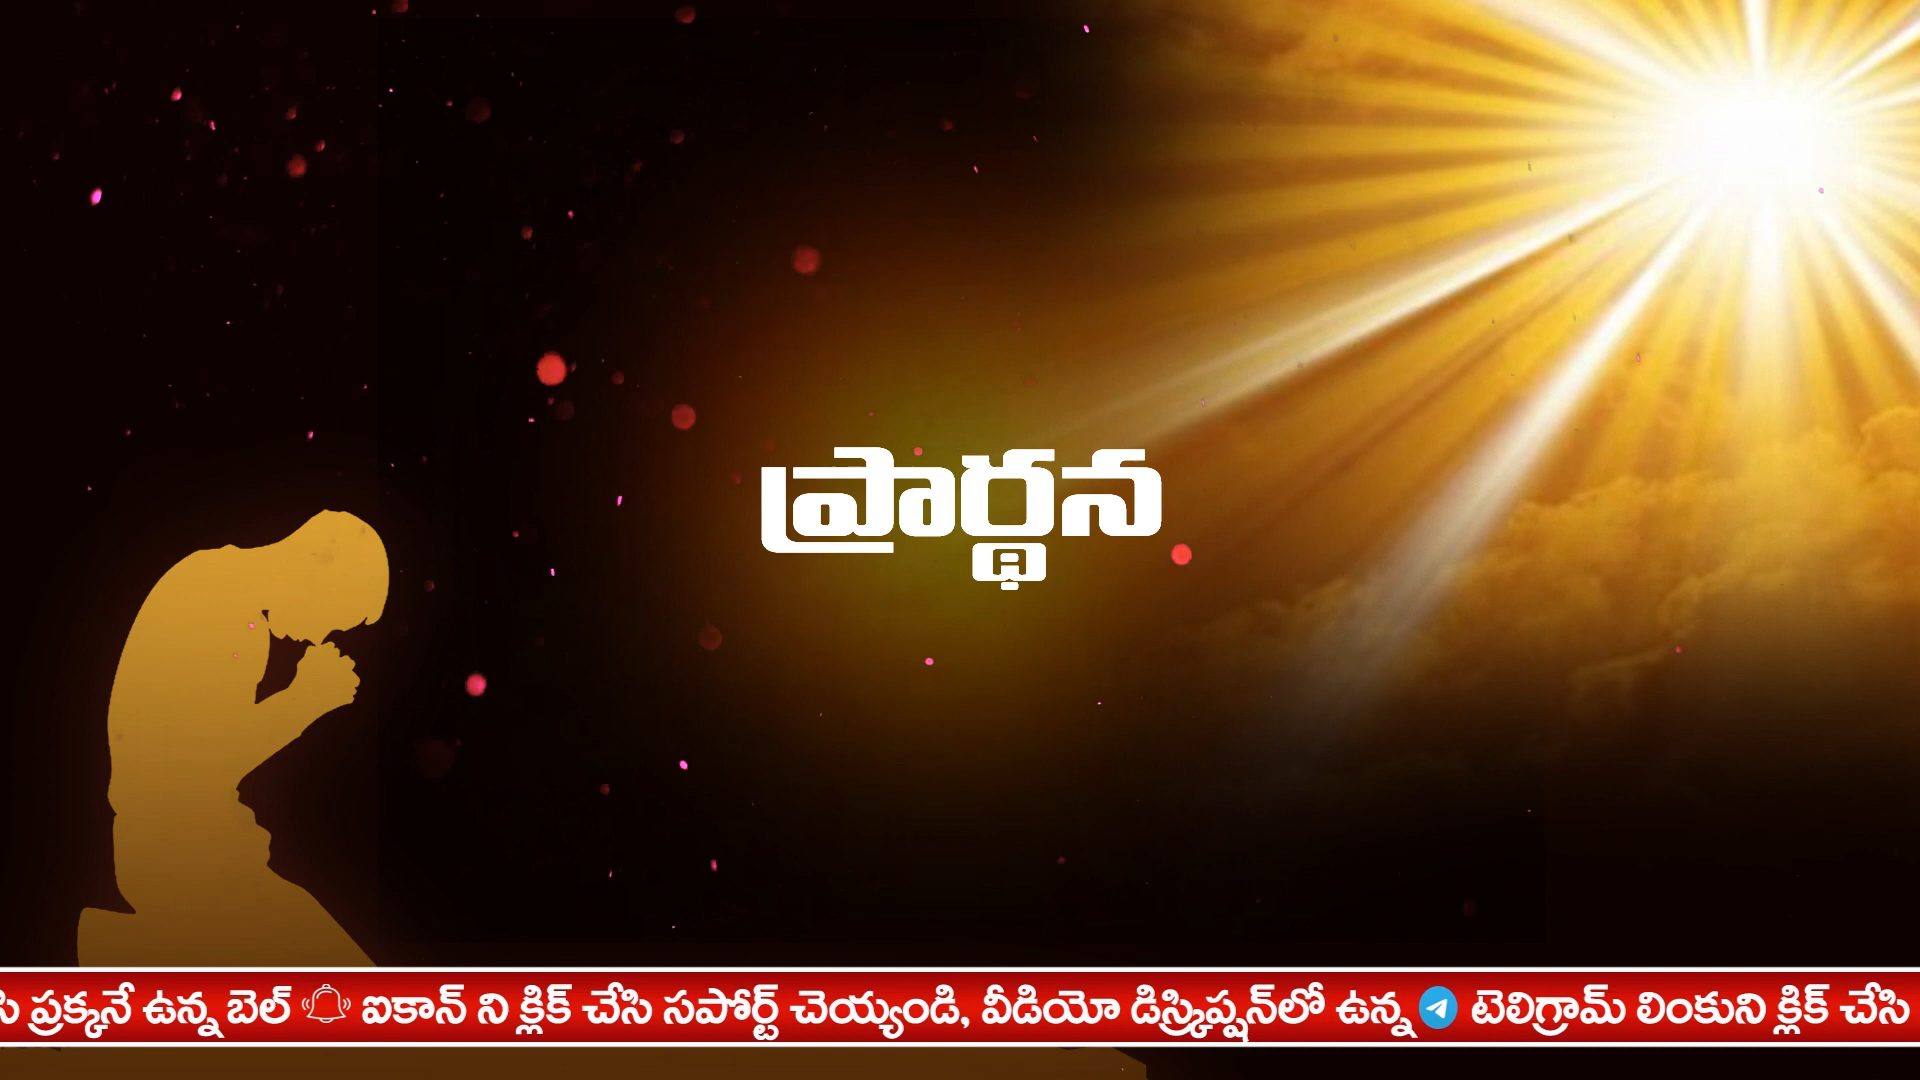 ప్రార్థన
ప్రక్కనే ఉన్న బెల్ ఐకాన్ ని క్లిక్ చేసి సపోర్ట్ చెయ్యండి, వీడియో డిస్క్రిప్షన్‌లో ఉన్న టెలిగ్రామ్ లింకుని క్లిక్ చేసి